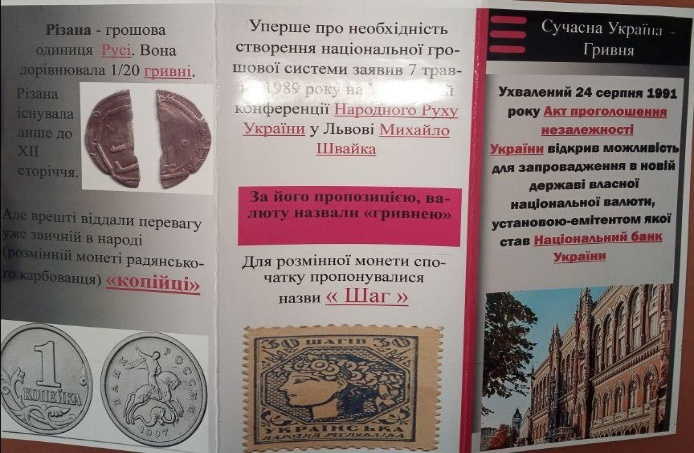 Різана - грошова
одиниця Русі. Вона
дорівнювала 1/20 гривні.
Різана
існувала
лише до
XII
сторіччя.
Але врешті віддали перевагу
уже звичній в народі
(розмінній монеті радянсько-
го карбованця) «копійці»
1
КОПЕЙКА
БАНК РОССИИ
1997
Уперше про необхідність
створення національної гро-
шової системи заявив 7 трав-
1989 року на
конференції Народного Руху
України у Львові Михайло
Швайка
За його пропозицією, ва-
люту назвали «гривнею»
Для розмінної монети спо-
чатку пропонувалися
назви « Шаг »
30 ШАГІВ 30
УКРАЇНСЬКА
НАРОДНЯ РЕСПУБЛІКА
Сучасна Україна -
Гривня
Ухвалений 24 серпня 1991
року Акт проголошення
незалежності
України відкрив можливість
для запровадження в новій
державі власної
національної валюти,
установою-емітентом якої
став Національний банк
України